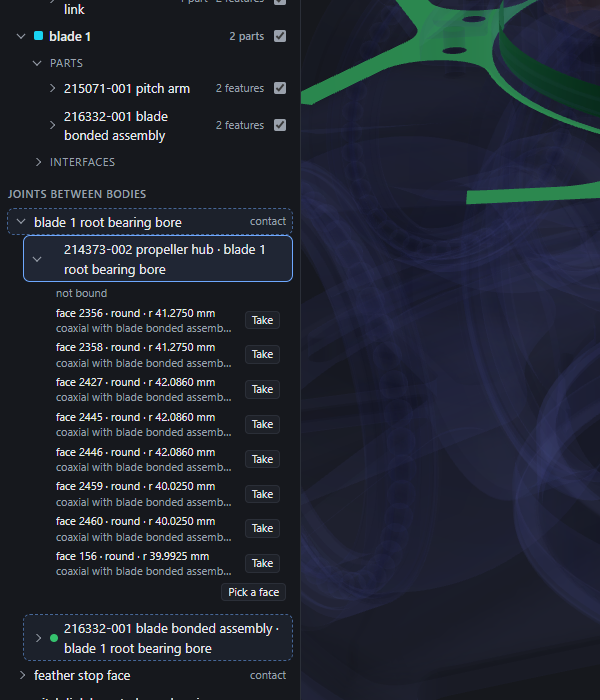 link
blade 1 2 parts
PARTS
215071-001 pitch arm 2 features
216332-001 blade
bonded assembly 2 features
INTERFACES
JOINTS BETWEEN BODIES
blade 1 root bearing bore contact
214373-002 propeller hub · blade 1
root bearing bore
not bound
face 2356 · round · r 41.2750 mm
coaxial with blade bonded assemb... Take
face 2358 · round · r 41.2750 mm
coaxial with blade bonded assemb... Take
face 2427 · round · r 42.0860 mm
coaxial with blade bonded assemb... Take
face 2445 · round · r 42.0860 mm
coaxial with blade bonded assemb... Take
face 2446 · round · r 42.0860 mm
coaxial with blade bonded assemb... Take
face 2459 · round · r 40.0250 mm
coaxial with blade bonded assemb... Take
face 2460 · round · r 40.0250 mm
coaxial with blade bonded assemb... Take
face 156 · round · r 39.9925 mm
coaxial with blade bonded assemb... Take
Pick a face
216332-001 blade bonded assembly ·
blade 1 root bearing bore
feather stop face contact